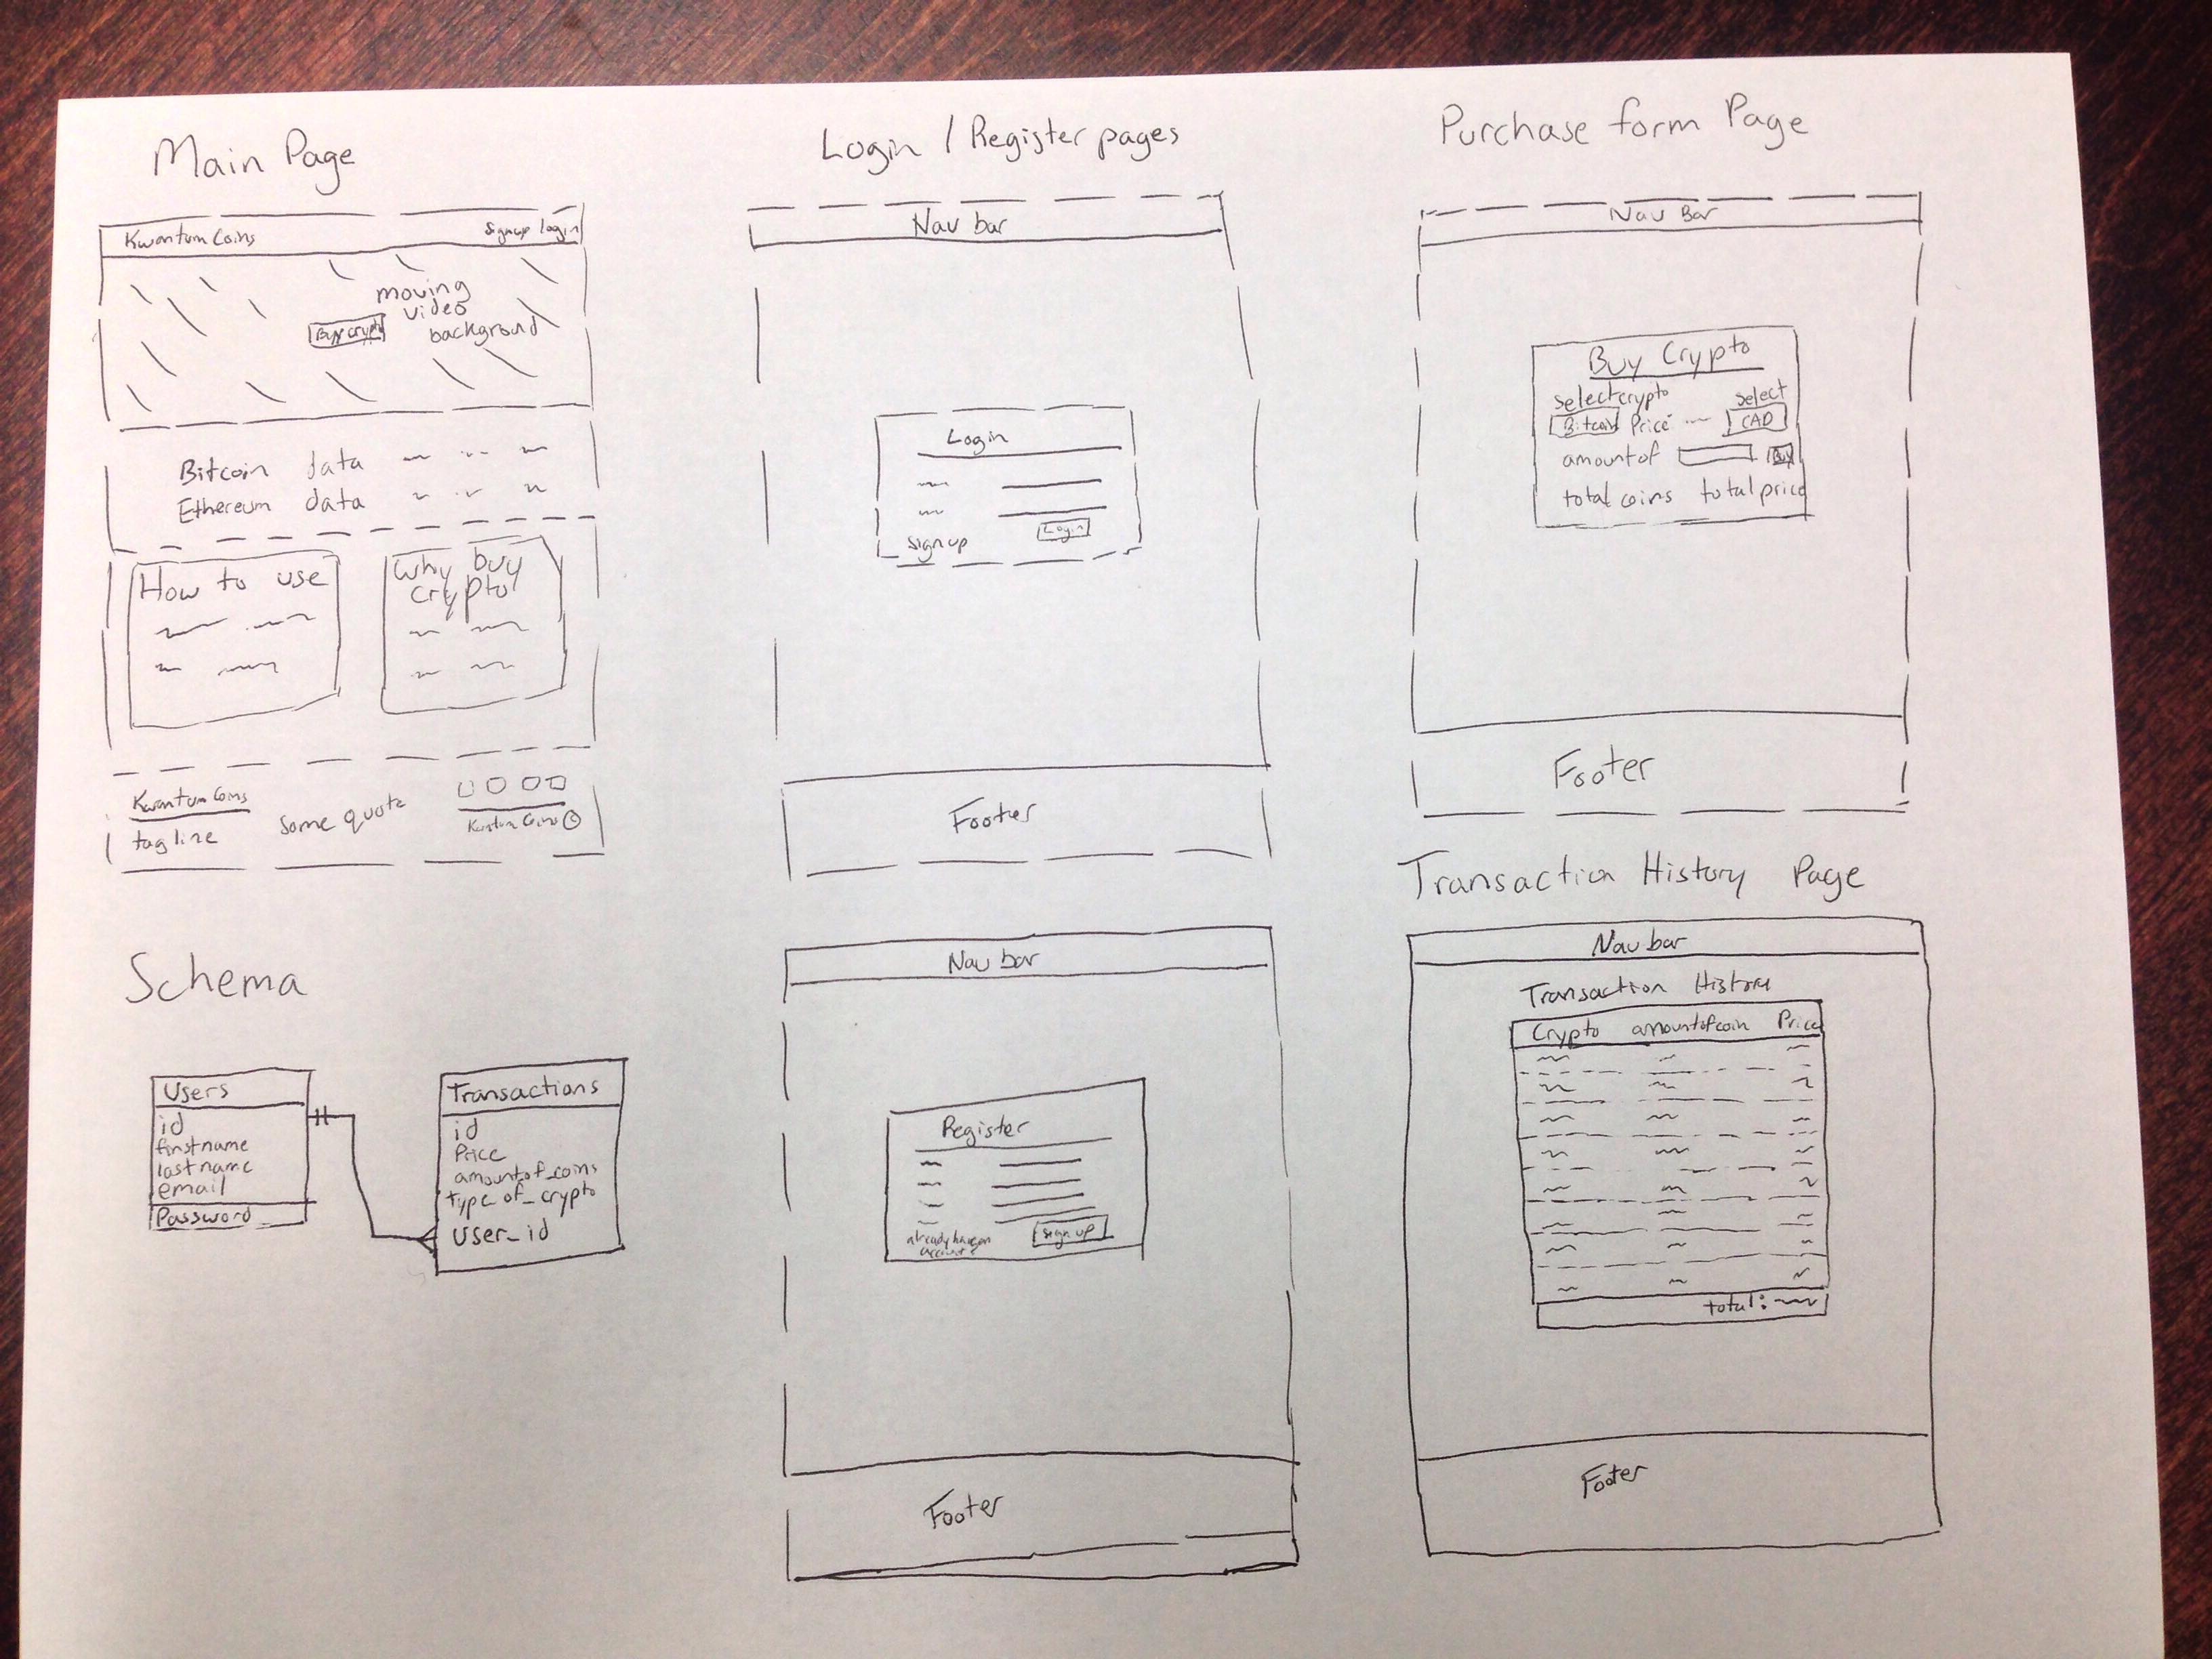 Main Page
Kwantum Coins
Signup login
moving
video
background
Buy crypto
Bitcoin data
Ethereum data
How to use
Why buy
crypto
Kwantum Coins
tagline
Some quote
Kwantum Coins ©
Schema
Users
id
firstname
lastname
email
Password
Transactions
id
Price
amount_of_coins
type_of_crypto
User_id
Login / Register pages
Nav bar
Login
Sign up
Login
Footer
Nav bar
Register
already have an
account
Sign up
Footer
Purchase form Page
Nav Bar
Buy Crypto
Select crypto
Select
Bitcoin Price
CAD
amount of
Buy
total coins total price
Footer
Transaction History Page
Nav bar
Transaction History
Crypto amount of coin Price
total:
Footer